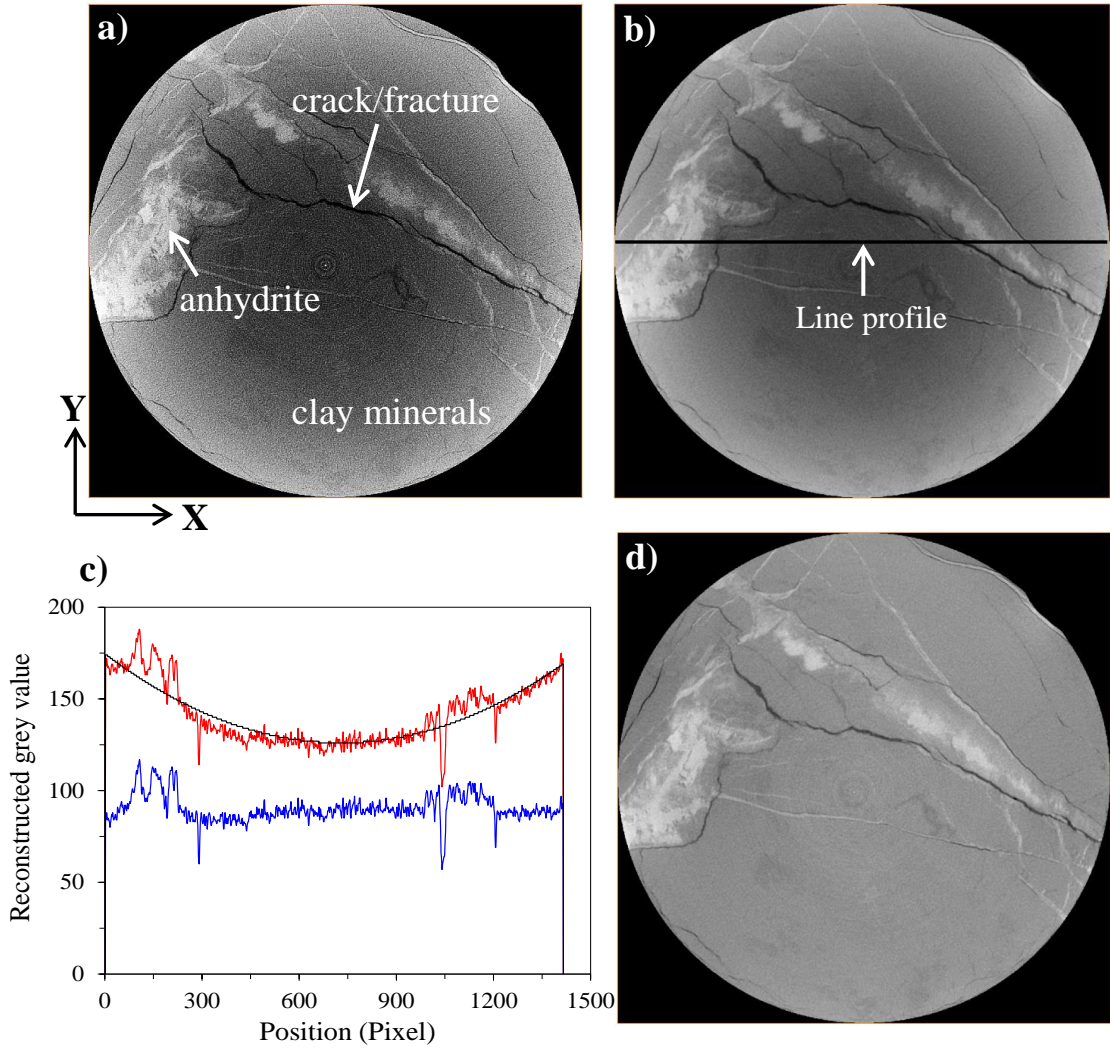 a)
crack/fracture
anhydrite
clay minerals
Y
X
b)
Line profile
c)
200
150
100
50
0
Reconstructed grey value
0 300 600 900 1200 1500
Position (Pixel)
d)